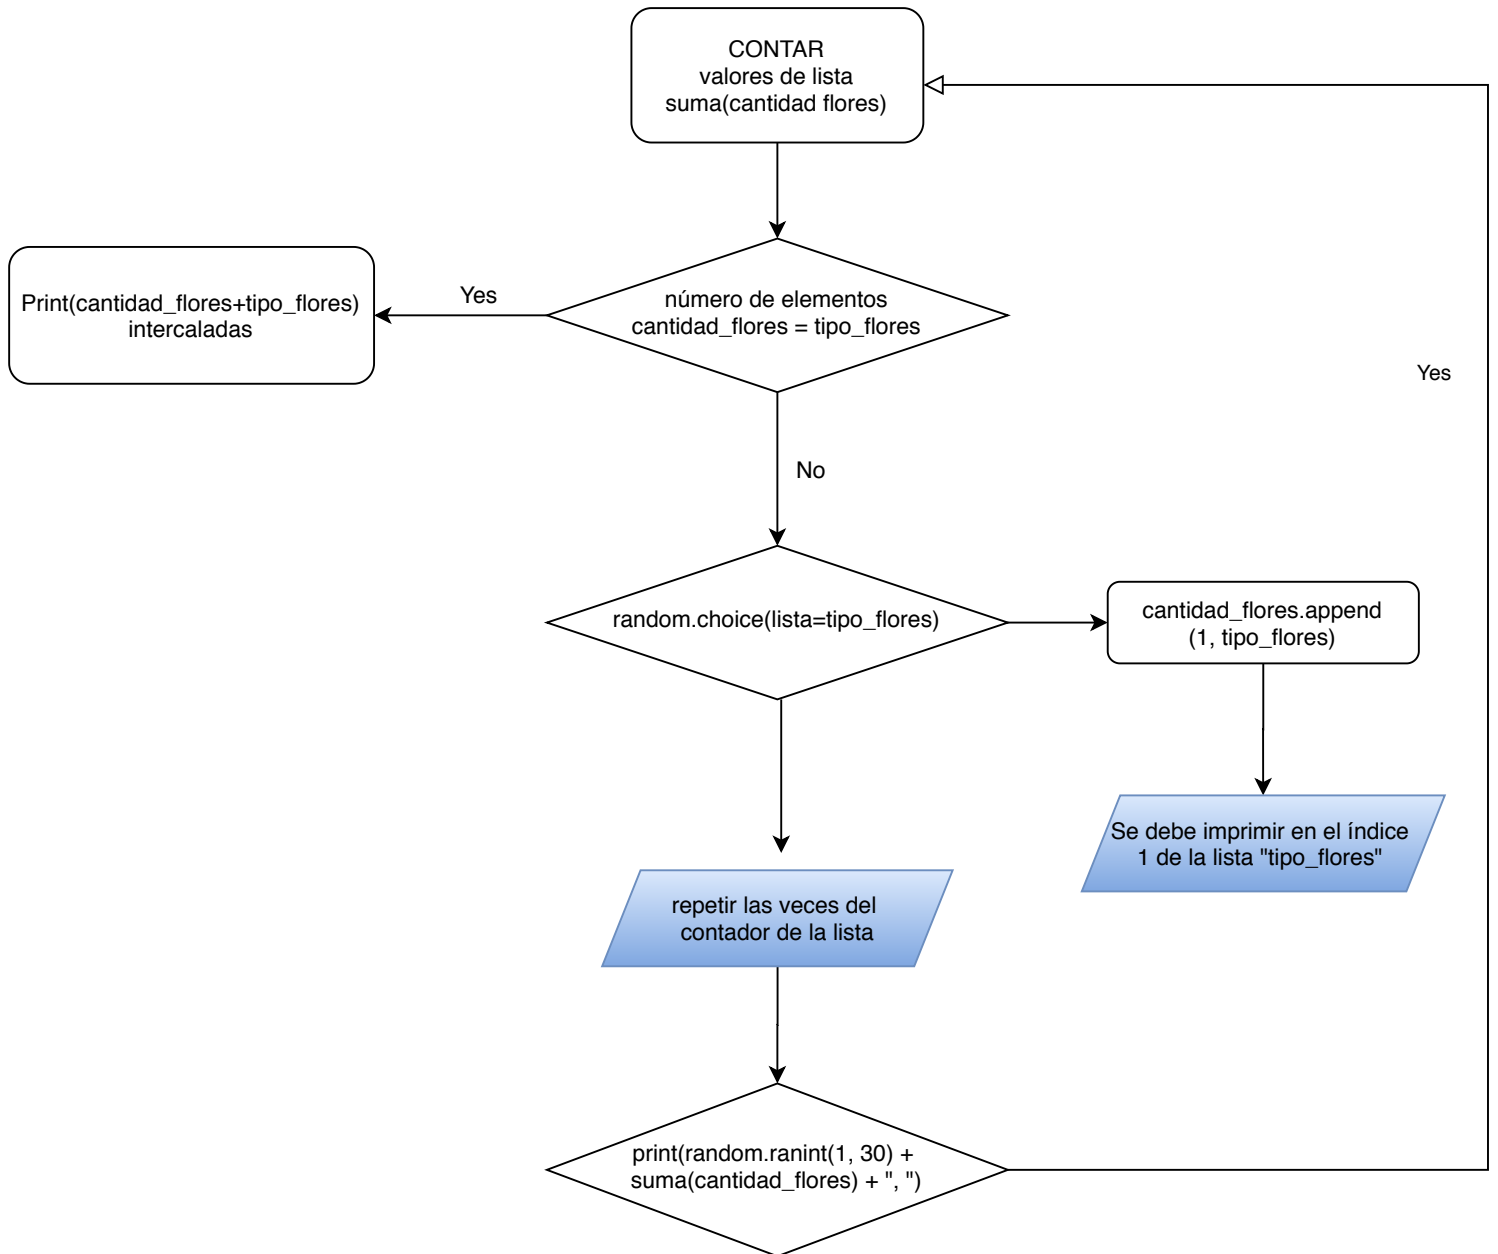 CONTAR
valores de lista
suma(cantidad flores)
número de elementos
cantidad_flores = tipo_flores
Yes
Print(cantidad_flores+tipo_flores)
intercaladas
Yes
No
random.choice(lista=tipo_flores)
cantidad_flores.append
(1, tipo_flores)
Se debe imprimir en el índice
1 de la lista "tipo_flores"
repetir las veces del
contador de la lista
print(random.ranint(1, 30) +
suma(cantidad_flores) + ", ")